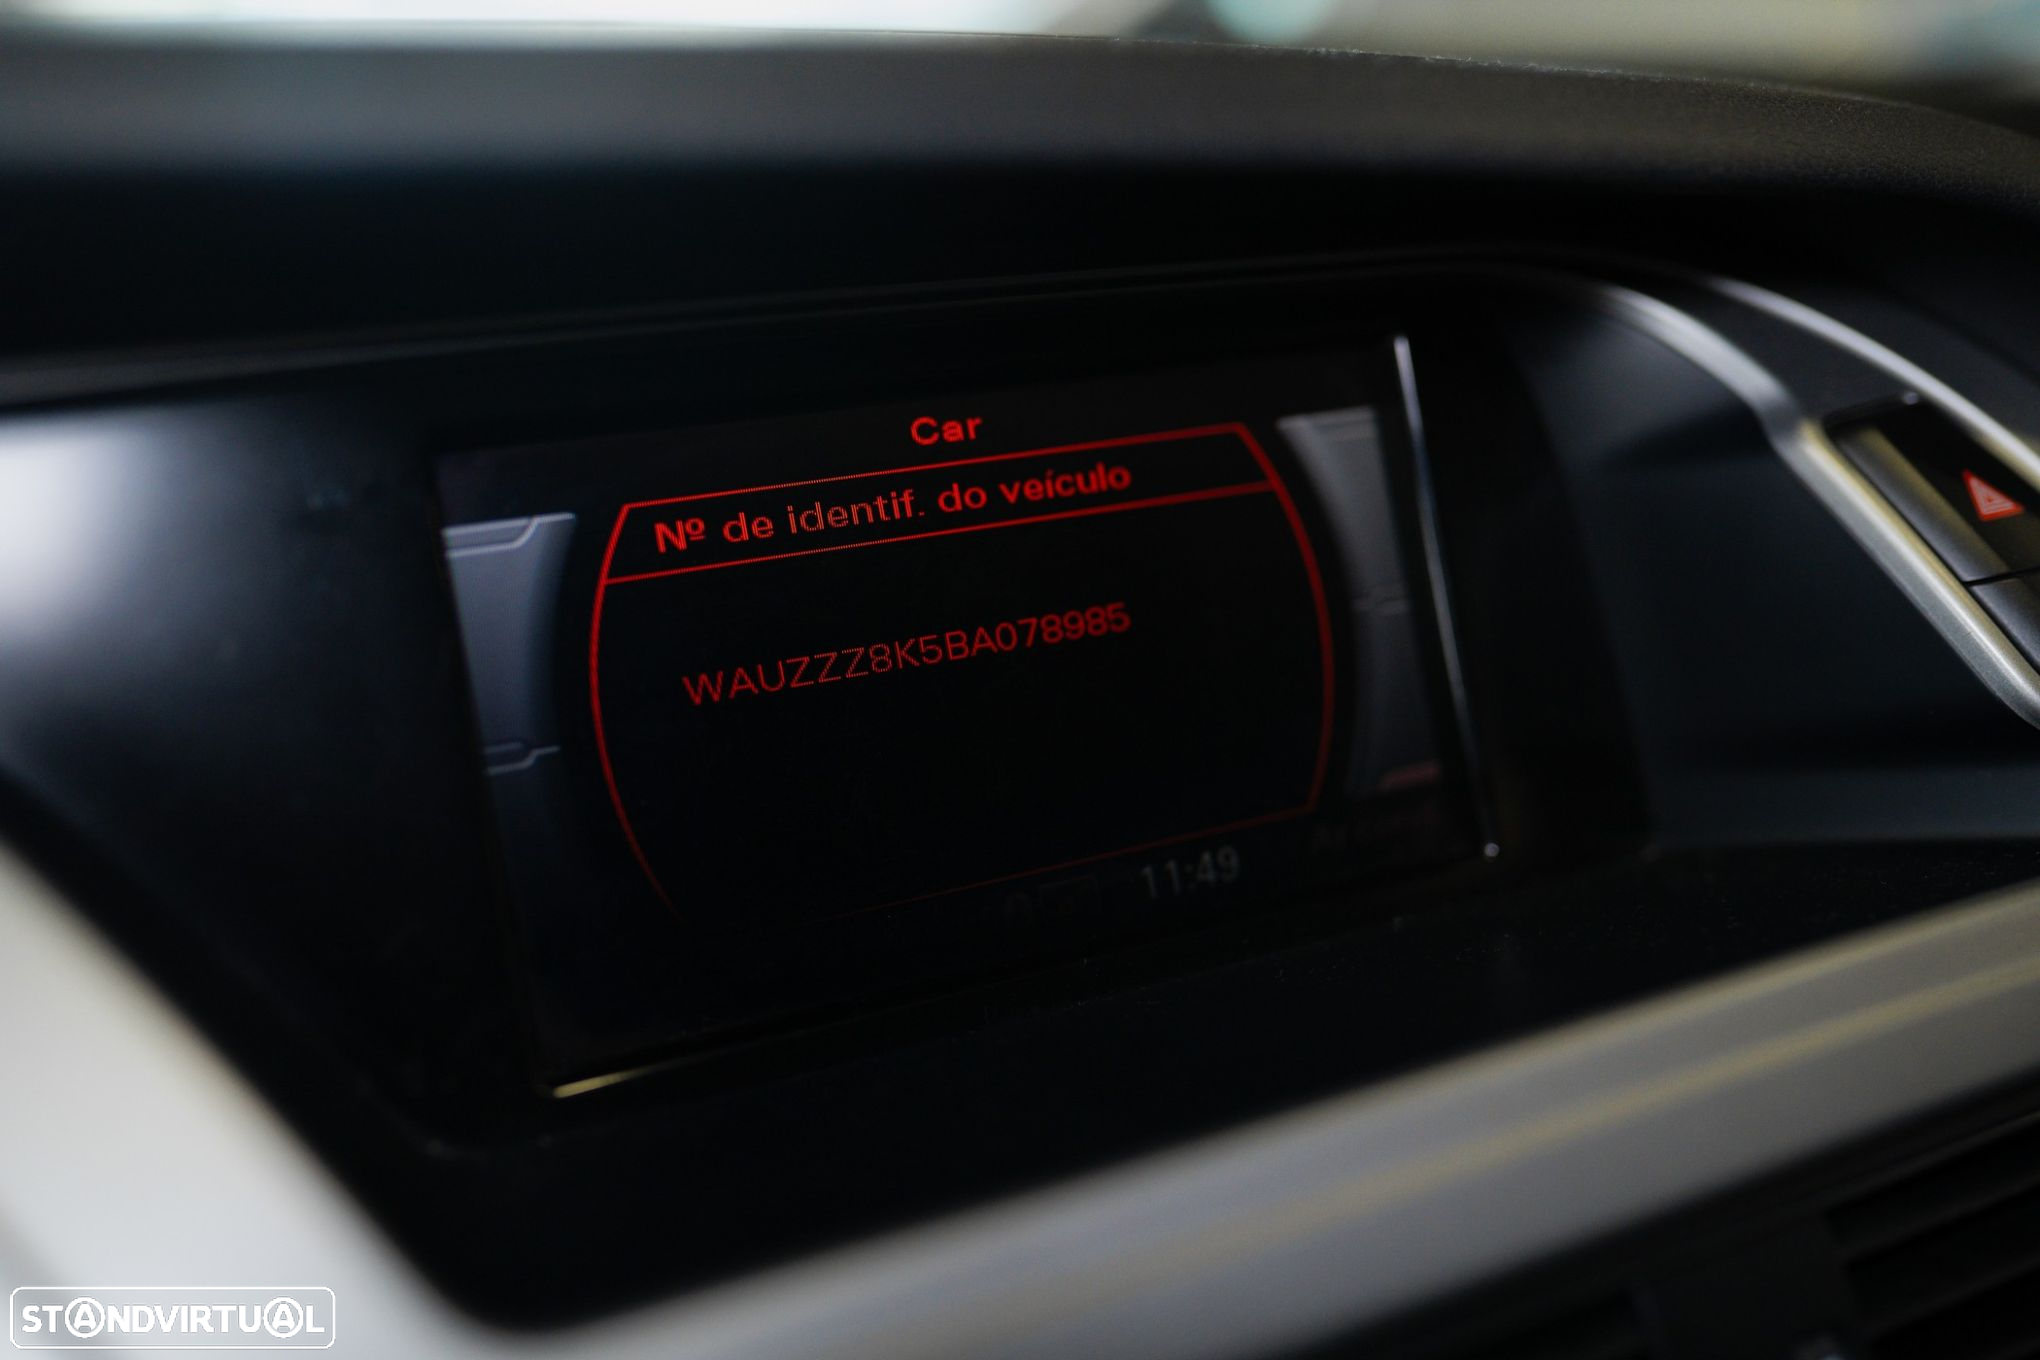 Car
Nº de identif. do veículo
WAUZZZ8K5BA078985
11:49
STANDVIRTUAL